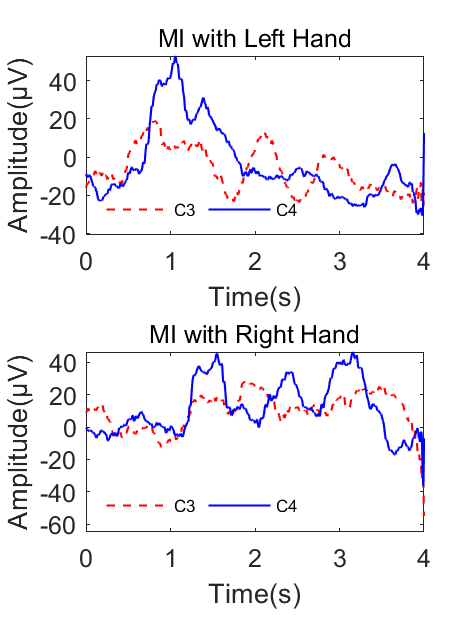 MI with Left Hand
Amplitude(μV)
40
20
0
-20
-40
C3
C4
0 1 2 3 4
Time(s)
MI with Right Hand
Amplitude(μV)
40
20
0
-20
-40
-60
C3
C4
0 1 2 3 4
Time(s)